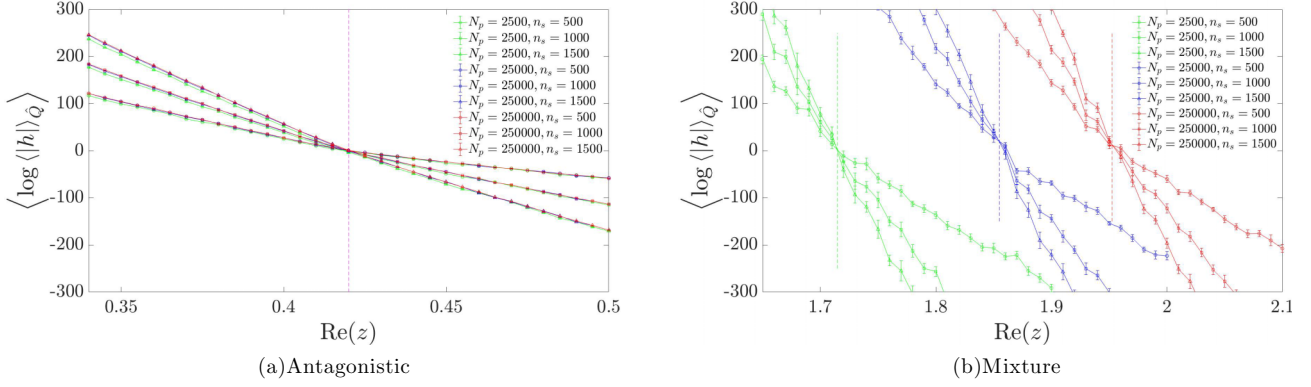 300
200
100
0
-100
-200
-300
⟨log⟨|h|⟩_Q̂⟩
0.35
0.4
0.45
0.5
Re(z)
N_p = 2500, n_s = 500
N_p = 2500, n_s = 1000
N_p = 2500, n_s = 1500
N_p = 25000, n_s = 500
N_p = 25000, n_s = 1000
N_p = 25000, n_s = 1500
N_p = 250000, n_s = 500
N_p = 250000, n_s = 1000
N_p = 250000, n_s = 1500
(a)Antagonistic
300
200
100
0
-100
-200
-300
⟨log⟨|h|⟩_Q̂⟩
1.7
1.8
1.9
2
2.1
Re(z)
N_p = 2500, n_s = 500
N_p = 2500, n_s = 1000
N_p = 2500, n_s = 1500
N_p = 25000, n_s = 500
N_p = 25000, n_s = 1000
N_p = 25000, n_s = 1500
N_p = 250000, n_s = 500
N_p = 250000, n_s = 1000
N_p = 250000, n_s = 1500
(b)Mixture